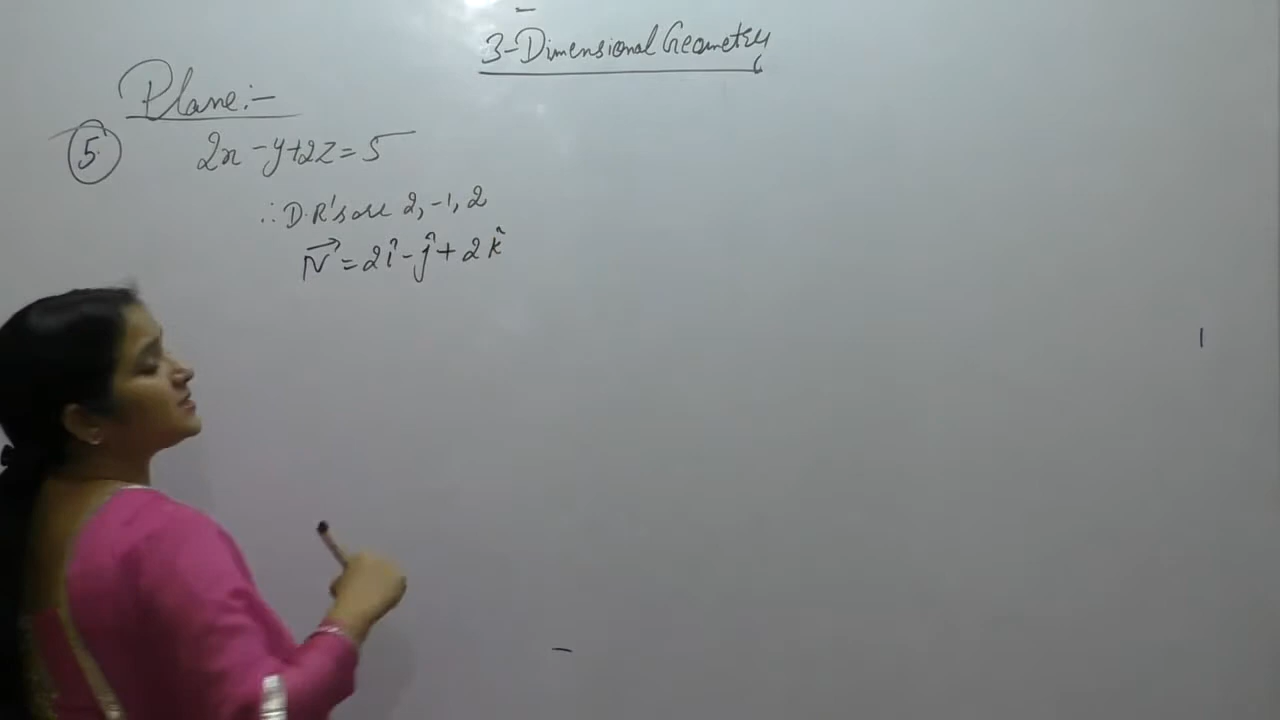 3-Dimensional Geometry
Plane:-
5. 2x - y + 2z = 5
∴ D.R's are 2, -1, 2
N⃗ = 2î - ĵ + 2k̂